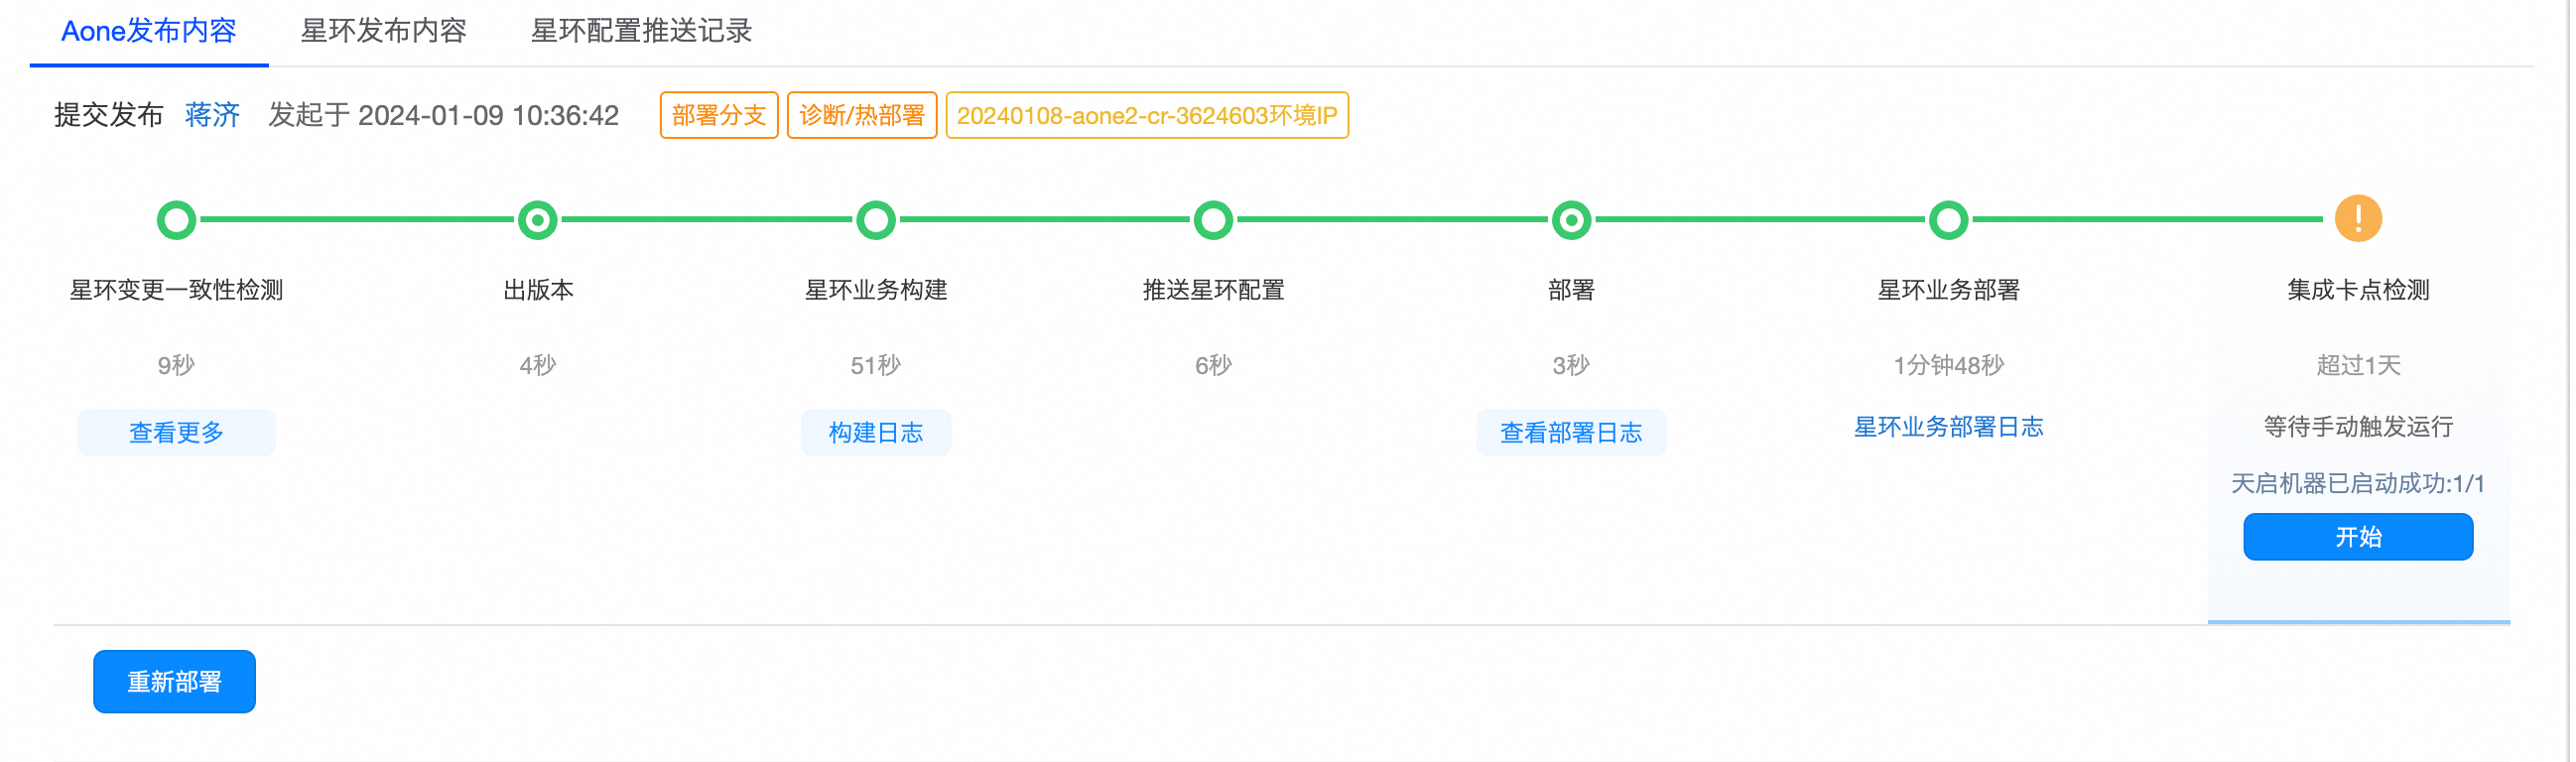 Aone发布内容 星环发布内容 星环配置推送记录
提交发布 蒋济 发起于 2024-01-09 10:36:42 部署分支 诊断/热部署 20240108-aone2-cr-3624603环境IP
星环变更一致性检测 出版本 星环业务构建 推送星环配置 部署 星环业务部署 集成卡点检测
9秒 4秒 51秒 6秒 3秒 1分钟48秒 超过1天
查看更多 构建日志 查看部署日志 星环业务部署日志 等待手动触发运行
天启机器已启动成功:1/1
开始
重新部署